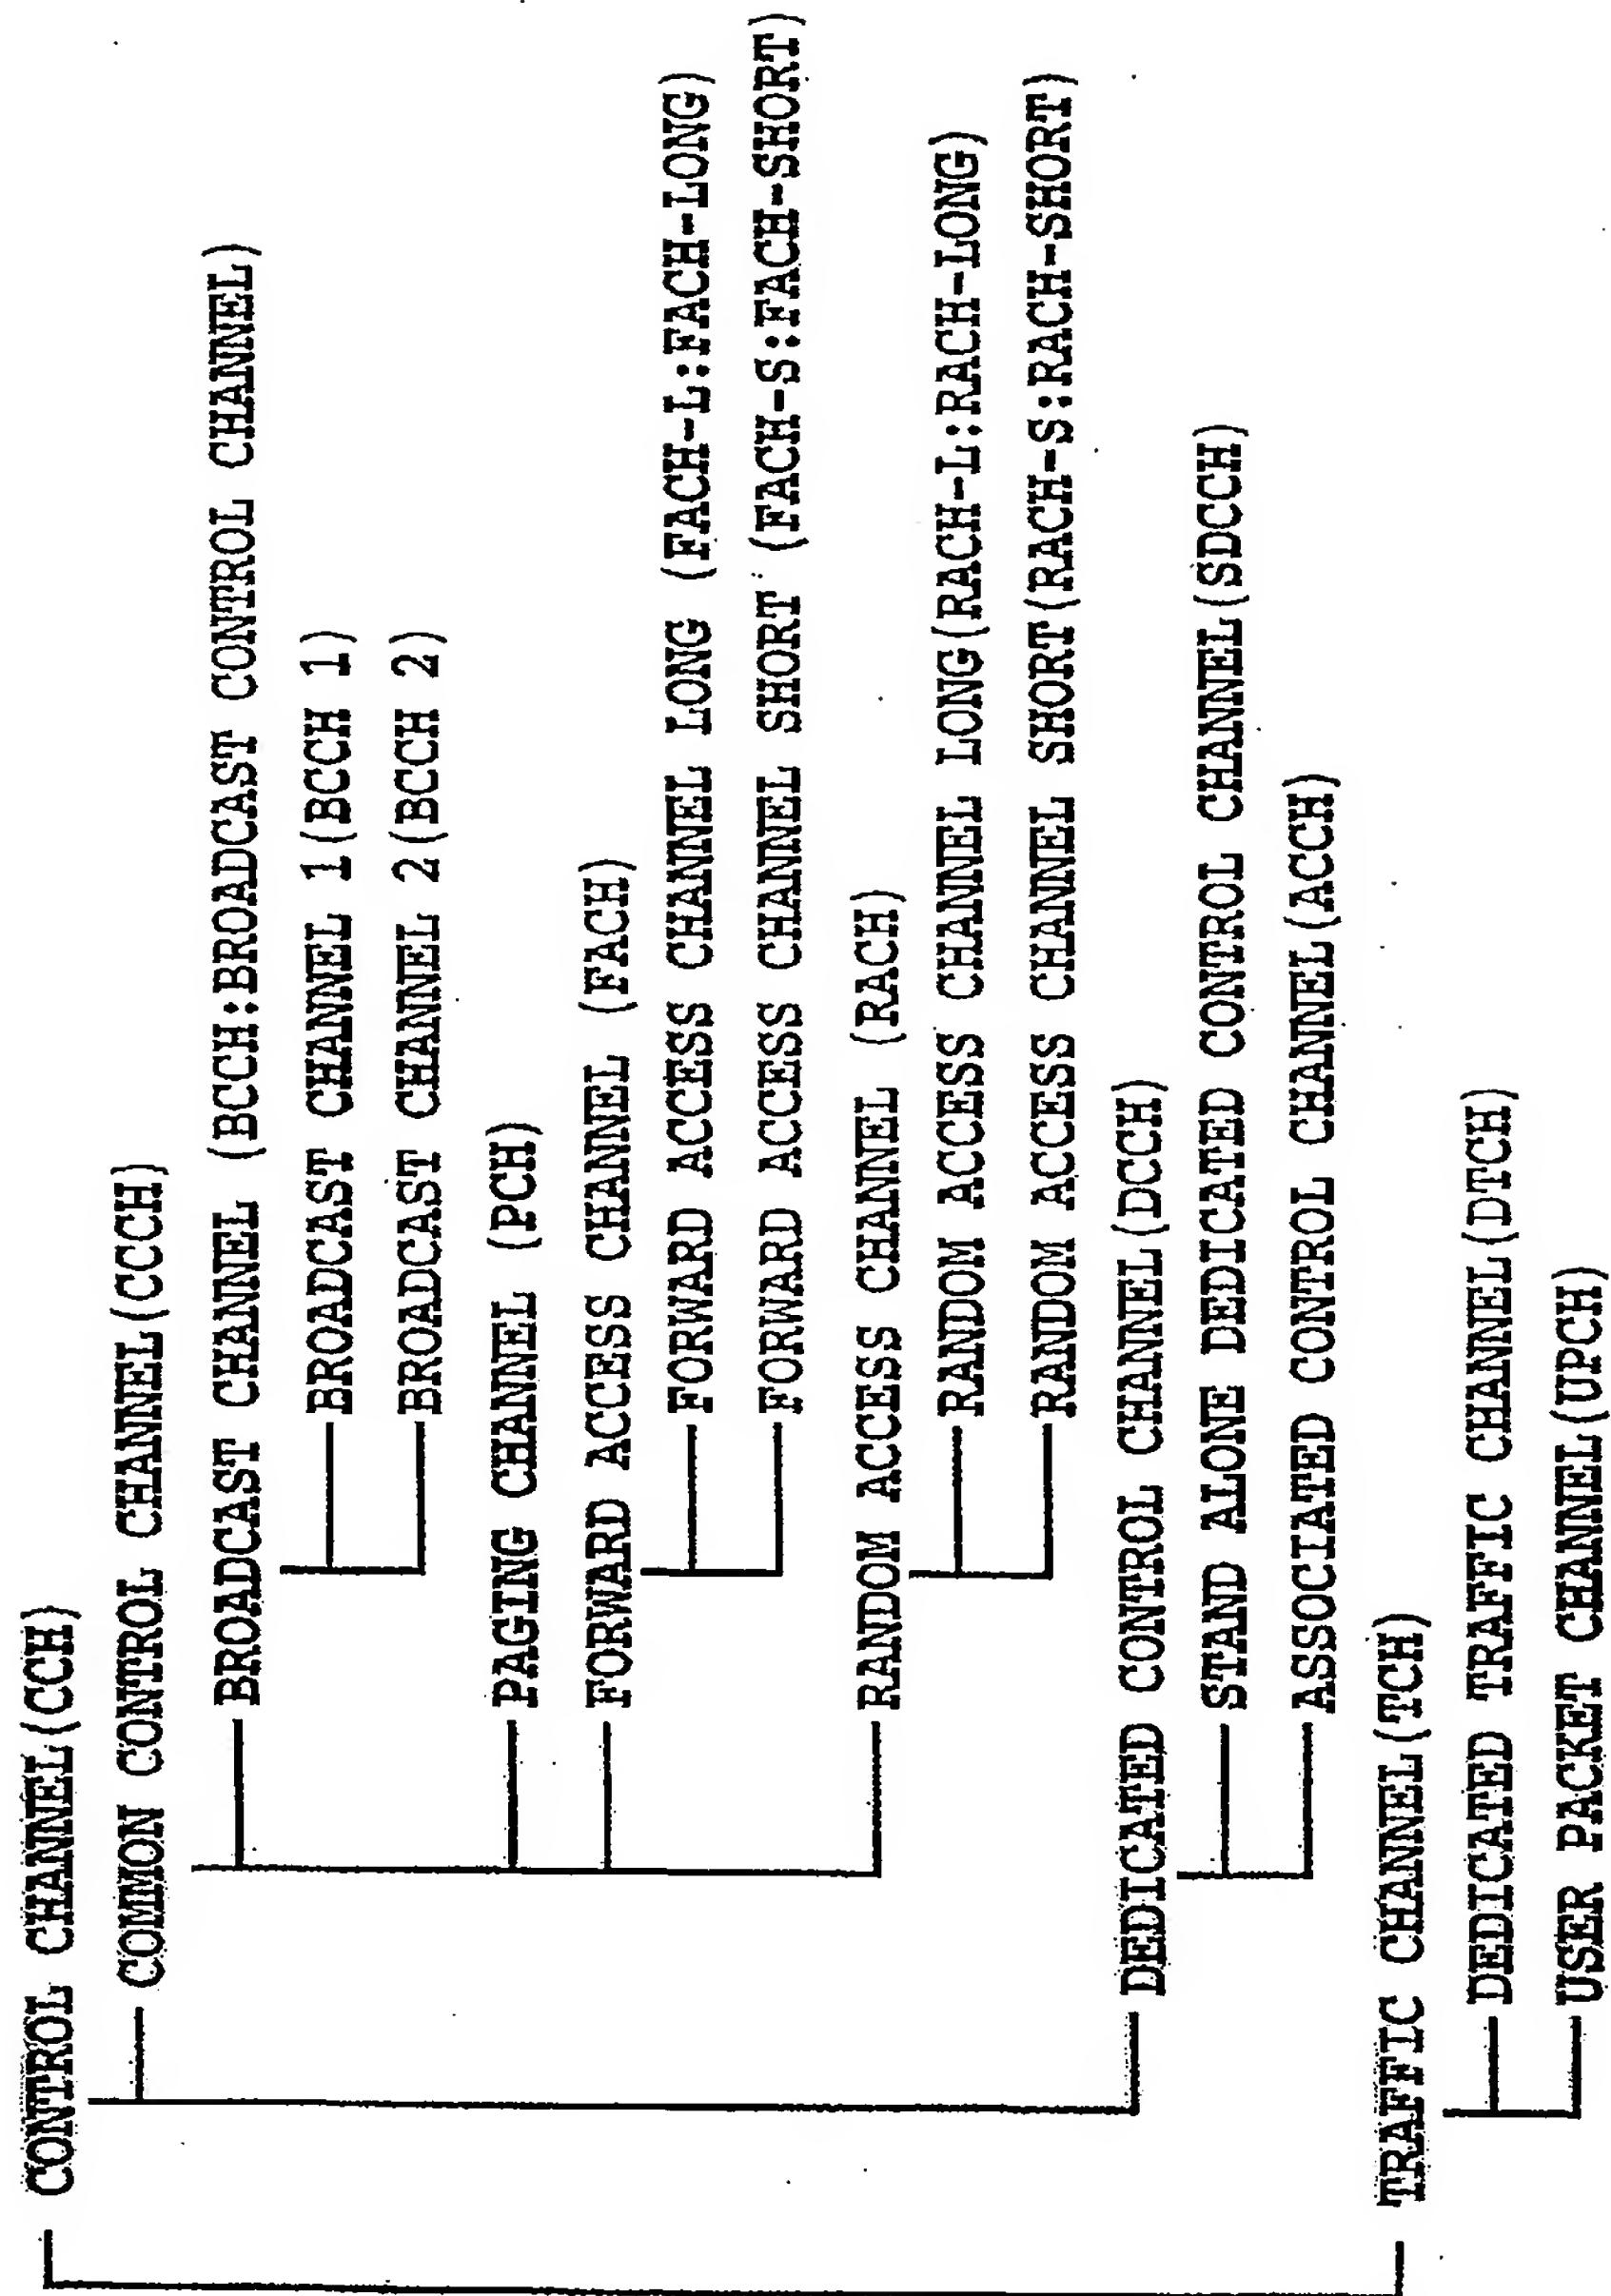 CONTROL CHANNEL(CCH)
COMMON CONTROL CHANNEL(CCCH)
BROADCAST CHANNEL (BCCH:BROADCAST CONTROL CHANNEL)
BROADCAST CHANNEL 1(BCCH 1)
BROADCAST CHANNEL 2(BCCH 2)
PAGING CHANNEL (PCH)
FORWARD ACCESS CHANNEL (FACH)
FORWARD ACCESS CHANNEL LONG (FACH-L:FACH-LONG)
FORWARD ACCESS CHANNEL SHORT (FACH-S:FACH-SHORT)
RANDOM ACCESS CHANNEL (RACH)
RANDOM ACCESS CHANNEL LONG(RACH-L:RACH-LONG)
RANDOM ACCESS CHANNEL SHORT(RACH-S:RACH-SHORT)
DEDICATED CONTROL CHANNEL(DCCH)
STAND ALONE DEDICATED CONTROL CHANNEL(SDCCH)
ASSOCIATED CONTROL CHANNEL(ACCH)
TRAFFIC CHANNEL(TCH)
DEDICATED TRAFFIC CHANNEL(DTCH)
USER PACKET CHANNEL(UPCH)